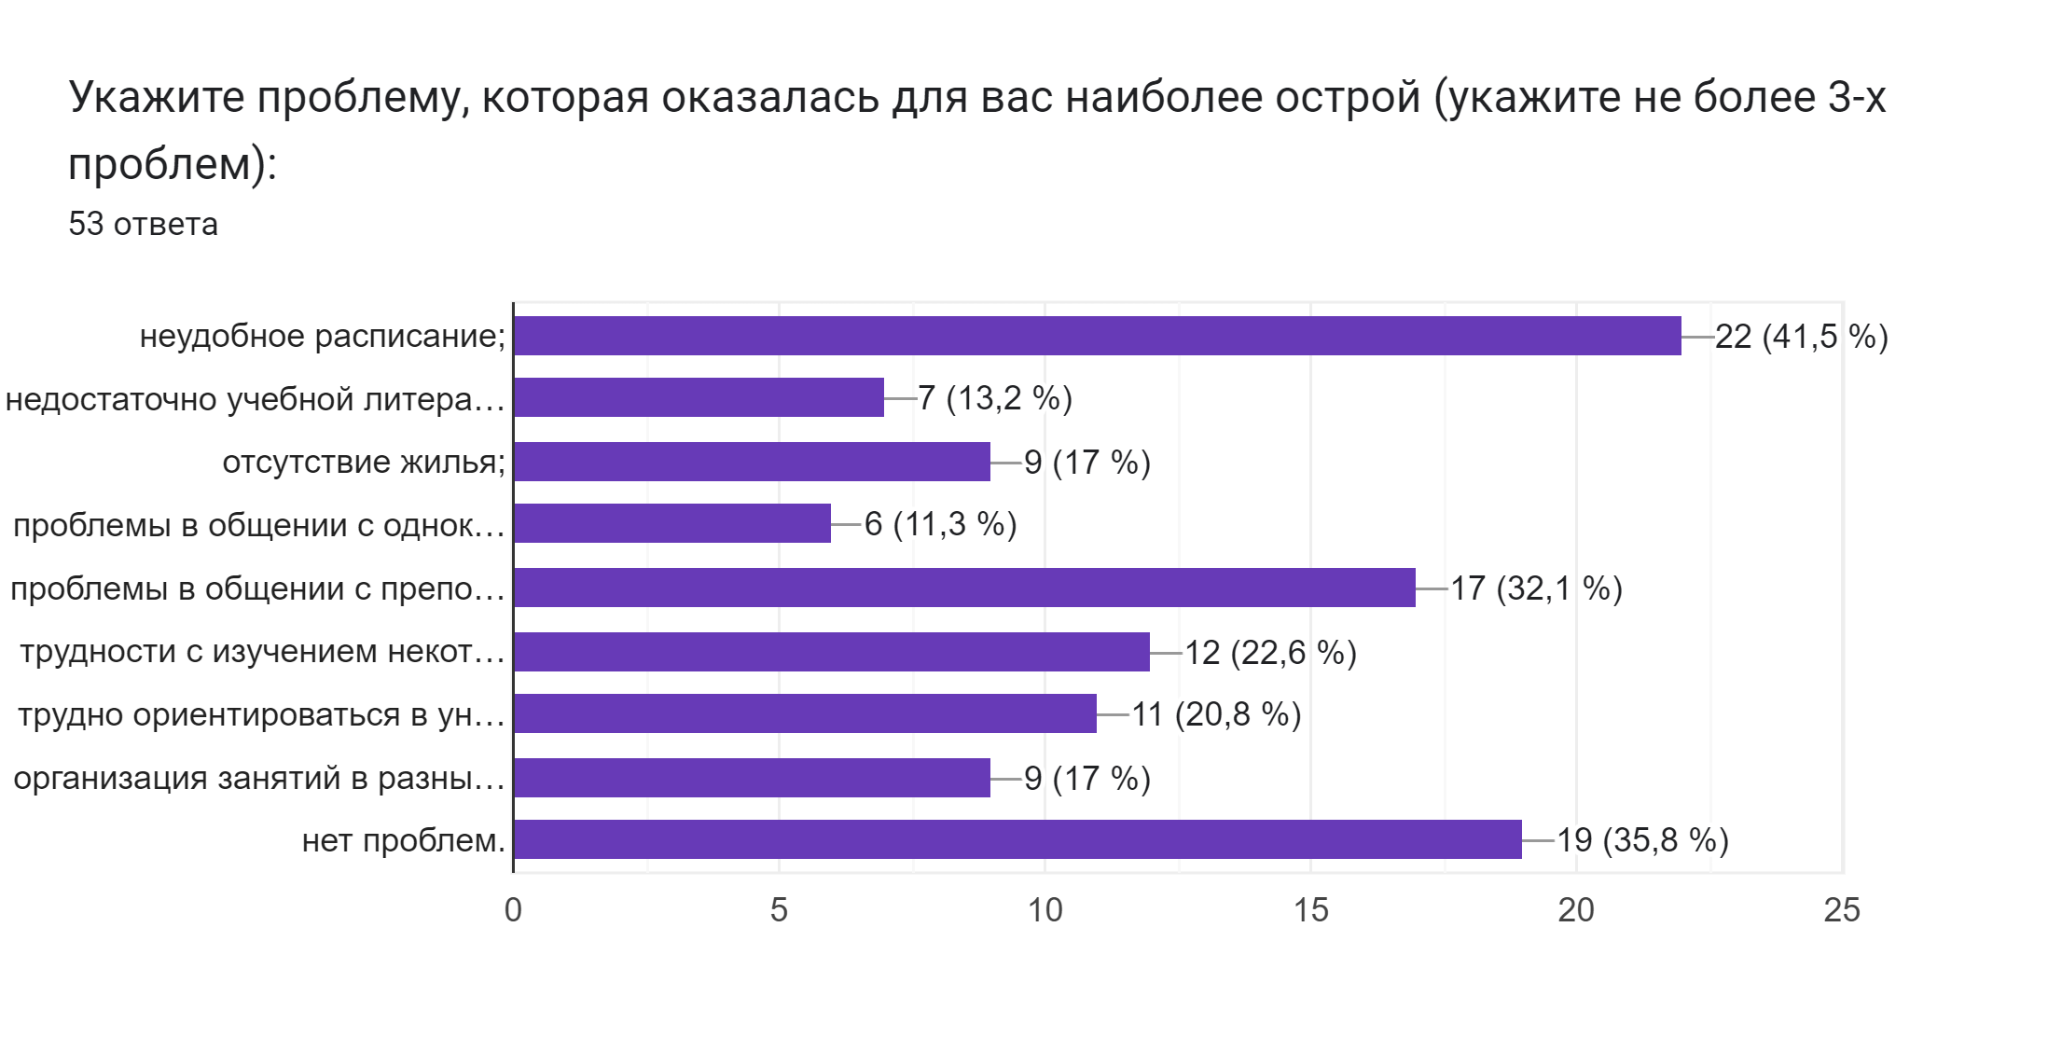 Укажите проблему, которая оказалась для вас наиболее острой (укажите не более 3-х
проблем):
53 ответа
неудобное расписание;
22 (41,5 %)
недостаточно учебной литера…
7 (13,2 %)
отсутствие жилья;
9 (17 %)
проблемы в общении с однок…
6 (11,3 %)
проблемы в общении с препо…
17 (32,1 %)
трудности с изучением некот…
12 (22,6 %)
трудно ориентироваться в ун…
11 (20,8 %)
организация занятий в разны…
9 (17 %)
нет проблем.
19 (35,8 %)
0 5 10 15 20 25